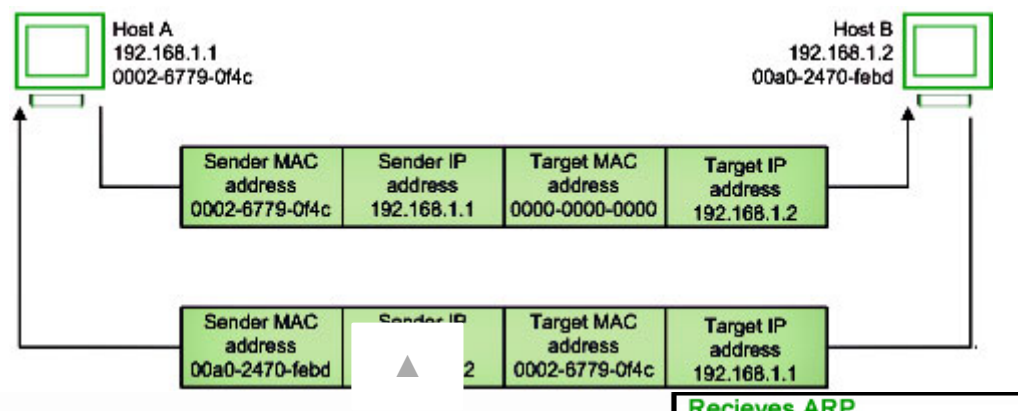 Host A
192.168.1.1
0002-6779-0f4c
Host B
192.168.1.2
00a0-2470-febd
Sender MAC
address
0002-6779-0f4c
Sender IP
address
192.168.1.1
Target MAC
address
0000-0000-0000
Target IP
address
192.168.1.2
Sender MAC
address
00a0-2470-febd
Sender IP
2
Target MAC
address
0002-6779-0f4c
Target IP
address
192.168.1.1
Recieves ARP